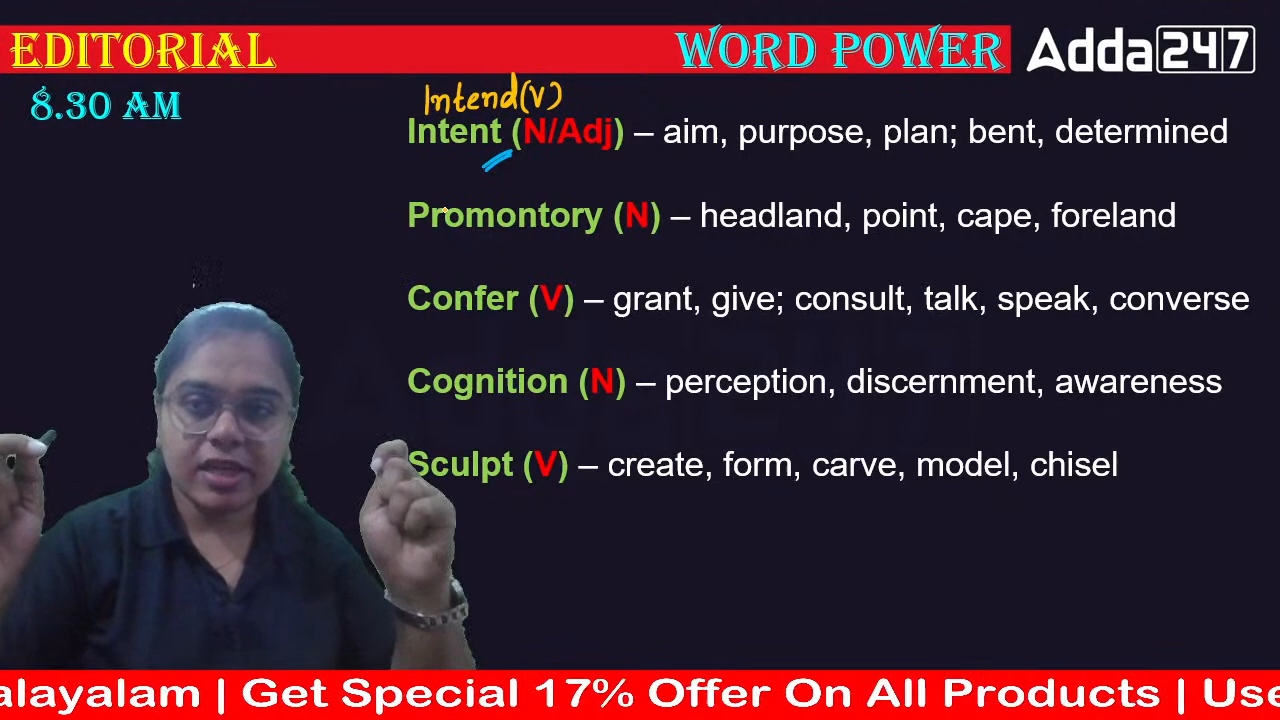 EDITORIAL
WORD POWER
Adda247
8.30 AM
Intend(V)
Intent (N/Adj) – aim, purpose, plan; bent, determined
Promontory (N) – headland, point, cape, foreland
Confer (V) – grant, give; consult, talk, speak, converse
Cognition (N) – perception, discernment, awareness
Sculpt (V) – create, form, carve, model, chisel
alayalam | Get Special 17% Offer On All Products | Use